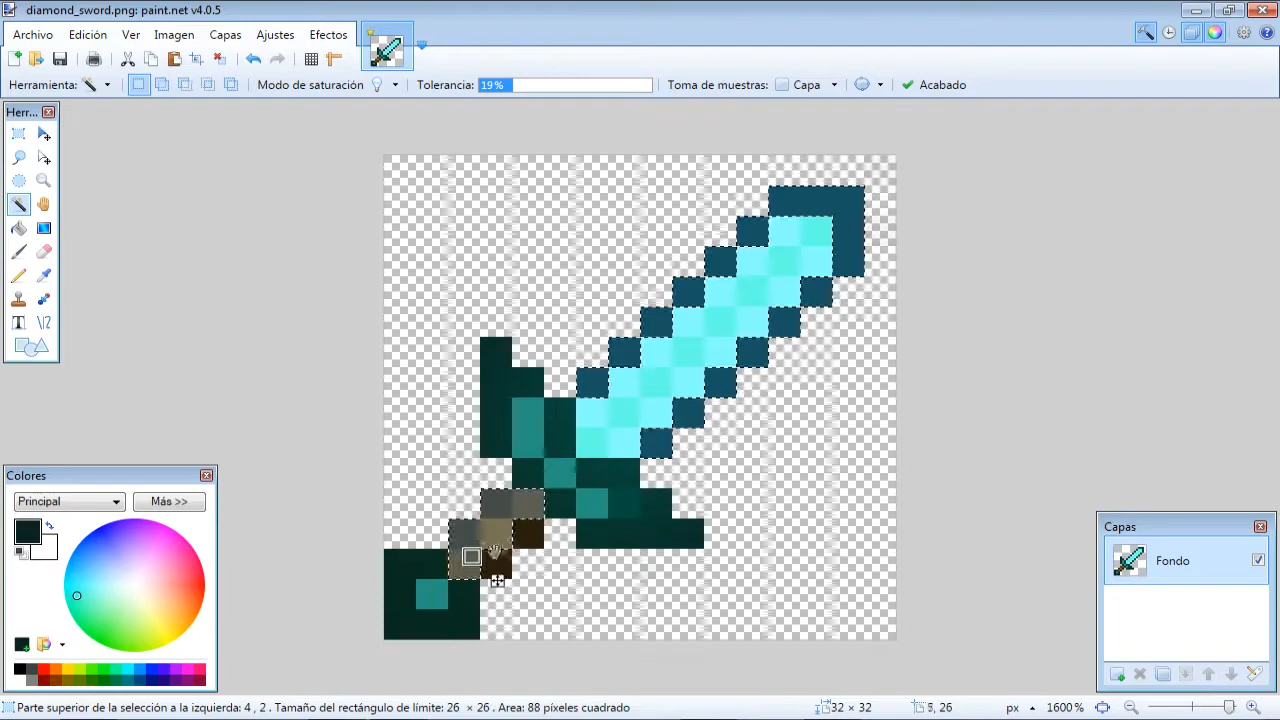 diamond_sword.png: paint.net v4.0.5
Archivo Edición Ver Imagen Capas Ajustes Efectos
Herramienta: Modo de saturación Tolerancia: 19% Toma de muestras: Capa Acabado
Herr...
Colores
Principal Más >>
Capas
Fondo
Parte superior de la selección a la izquierda: 4 , 2 . Tamaño del rectángulo de límite: 26 × 26 . Area: 88 píxeles cuadrado 32 × 32 , 26 px 1600%